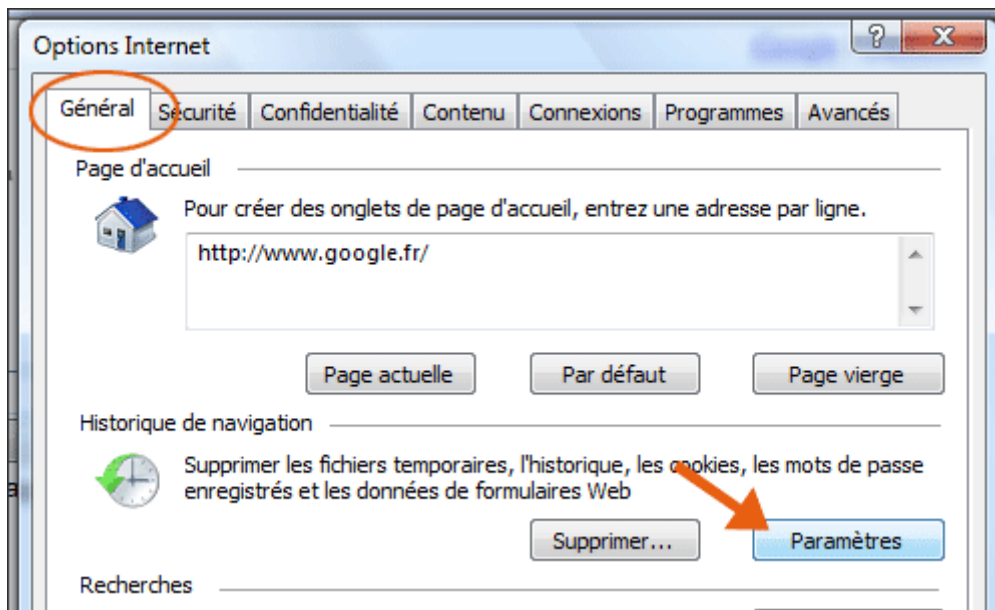 Options Internet
Général Sécurité Confidentialité Contenu Connexions Programmes Avancés
Page d'accueil
Pour créer des onglets de page d'accueil, entrez une adresse par ligne.
http://www.google.fr/
Page actuelle Par défaut Page vierge
Historique de navigation
Supprimer les fichiers temporaires, l'historique, les cookies, les mots de passe
enregistrés et les données de formulaires Web
Supprimer... Paramètres
Recherches